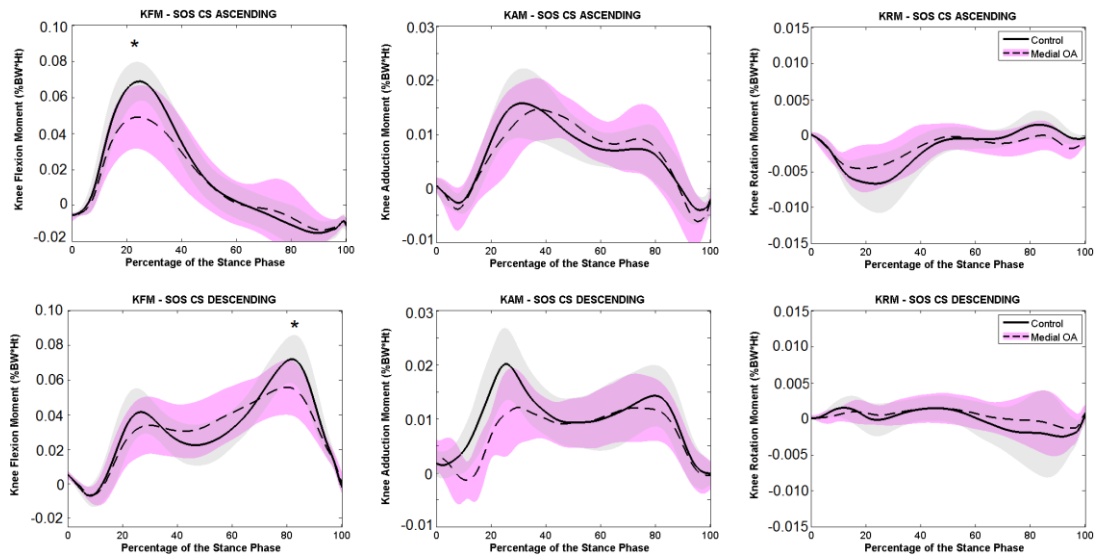 KFM - SOS CS ASCENDING
Knee Flexion Moment (%BW*Ht)
0.10
0.08
0.06
0.04
0.02
0
-0.02
*
0 20 40 60 80 100
Percentage of the Stance Phase
KAM - SOS CS ASCENDING
Knee Adduction Moment (%BW*Ht)
0.03
0.02
0.01
0
-0.01
0 20 40 60 80 100
Percentage of the Stance Phase
KRM - SOS CS ASCENDING
Knee Rotation Moment (%BW*Ht)
0.015
0.010
0.005
0
-0.005
-0.010
-0.015
Control
Medial OA
0 20 40 60 80 100
Percentage of the Stance Phase
KFM - SOS CS DESCENDING
Knee Flexion Moment (%BW*Ht)
0.10
0.08
0.06
0.04
0.02
0
-0.02
*
0 20 40 60 80 100
Percentage of the Stance Phase
KAM - SOS CS DESCENDING
Knee Adduction Moment (%BW*Ht)
0.03
0.02
0.01
0
-0.01
0 20 40 60 80 100
Percentage of the Stance Phase
KRM - SOS CS DESCENDING
Knee Rotation Moment (%BW*Ht)
0.015
0.010
0.005
0
-0.005
-0.010
-0.015
Control
Medial OA
0 20 40 60 80 100
Percentage of the Stance Phase